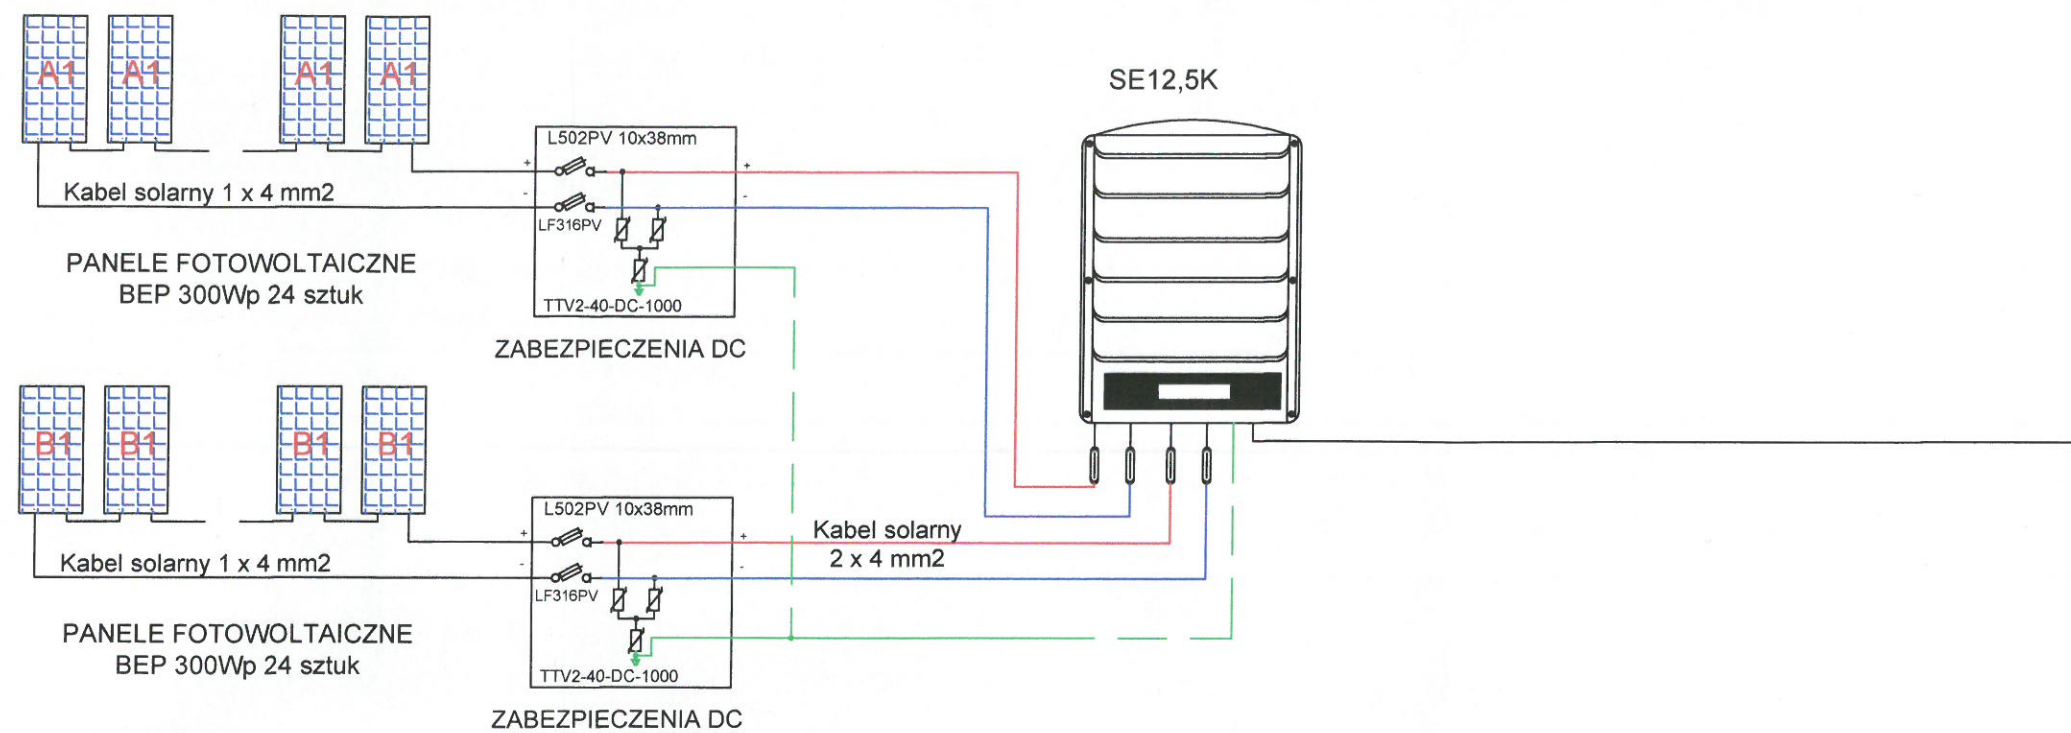 A1 A1 A1 A1
SE12,5K
L502PV 10x38mm
+ +
Kabel solarny 1 x 4 mm2
- -
LF316PV
PANELE FOTOWOLTAICZNE
BEP 300Wp 24 sztuk
TTV2-40-DC-1000
ZABEZPIECZENIA DC
B1 B1 B1 B1
L502PV 10x38mm
+ +
Kabel solarny
2 x 4 mm2
Kabel solarny 1 x 4 mm2
- -
LF316PV
PANELE FOTOWOLTAICZNE
BEP 300Wp 24 sztuk
TTV2-40-DC-1000
ZABEZPIECZENIA DC